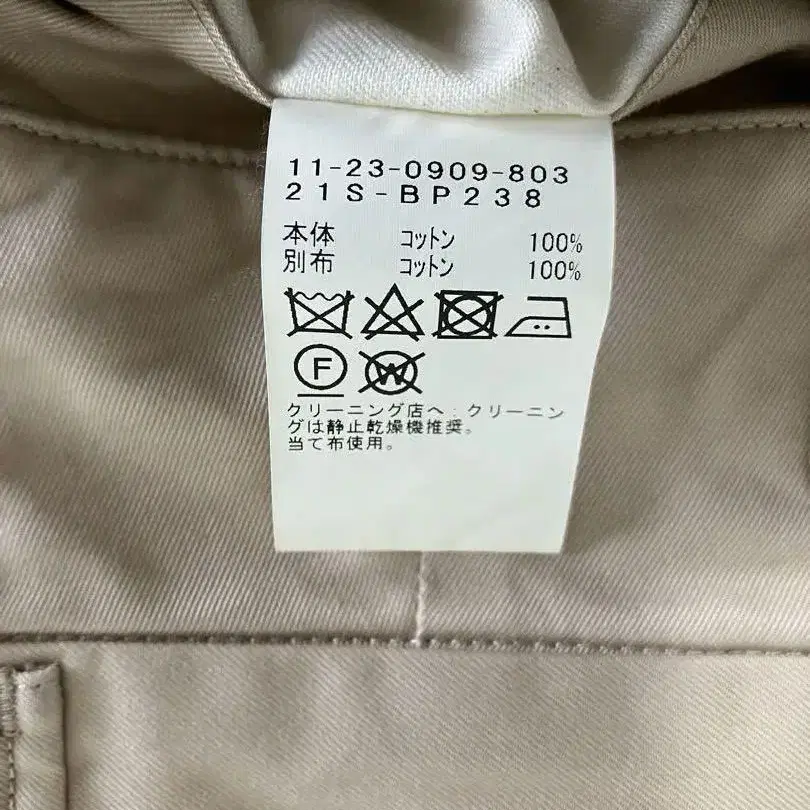 11-23-0909-803
21S-BP238
本体 コットン 100%
別布 コットン 100%
F W
クリーニング店へ：クリーニン
グは静止乾燥機推奨。
当て布使用。